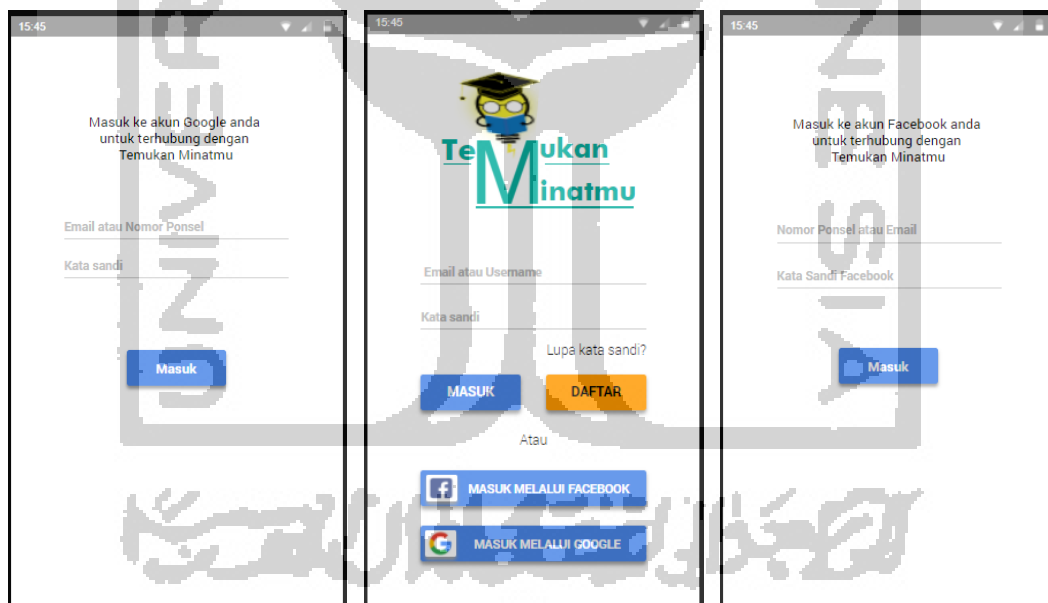 15:45
Masuk ke akun Google anda
untuk terhubung dengan
Temukan Minatmu
Email atau Nomor Ponsel
Kata sandi
Masuk
15:45
Temukan
Minatmu
Email atau Username
Kata sandi
Lupa kata sandi?
MASUK
DAFTAR
Atau
MASUK MELALUI FACEBOOK
MASUK MELALUI GOOGLE
15:45
Masuk ke akun Facebook anda
untuk terhubung dengan
Temukan Minatmu
Nomor Ponsel atau Email
Kata Sandi Facebook
Masuk